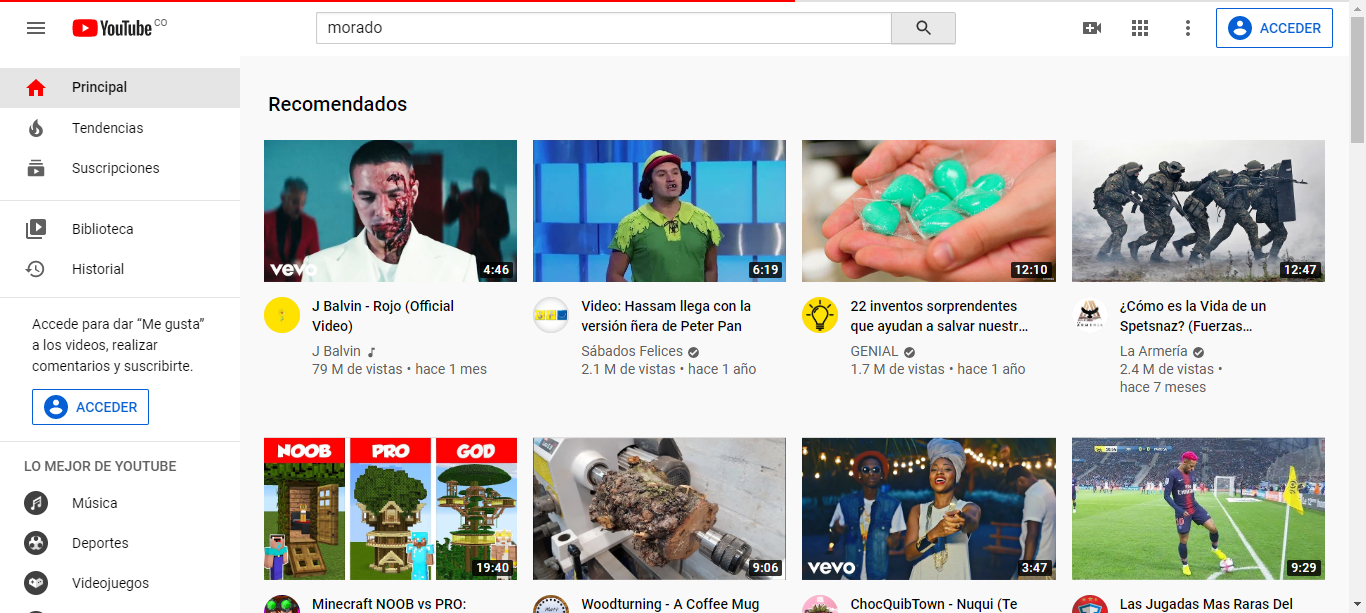 YouTube CO
morado
ACCEDER
Principal
Tendencias
Suscripciones
Biblioteca
Historial
Accede para dar “Me gusta”
a los videos, realizar
comentarios y suscribirte.
ACCEDER
LO MEJOR DE YOUTUBE
Música
Deportes
Videojuegos
Recomendados
vevo
4:46
6:19
12:10
12:47
J Balvin - Rojo (Official
Video)
J Balvin
79 M de vistas • hace 1 mes
Video: Hassam llega con la
versión ñera de Peter Pan
Sábados Felices
2.1 M de vistas • hace 1 año
22 inventos sorprendentes
que ayudan a salvar nuestr...
GENIAL
1.7 M de vistas • hace 1 año
¿Cómo es la Vida de un
Spetsnaz? (Fuerzas...
La Armería
2.4 M de vistas •
hace 7 meses
NOOB
PRO
GOD
19:40
9:06
vevo
3:47
9:29
Minecraft NOOB vs PRO:
Woodturning - A Coffee Mug
ChocQuibTown - Nuqui (Te
Las Jugadas Mas Raras Del